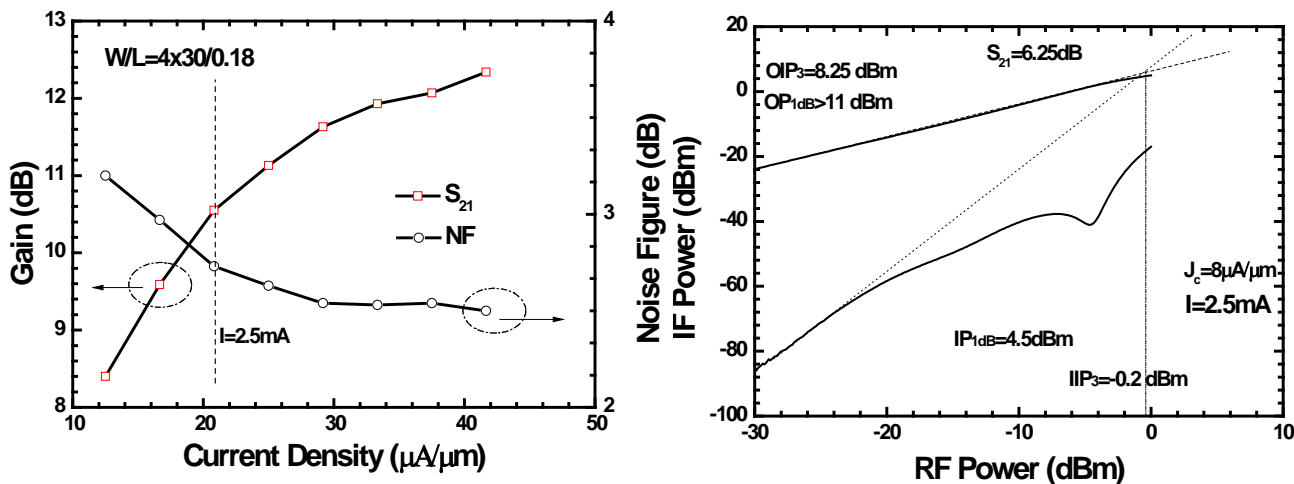 W/L=4x30/0.18
S21
NF
I=2.5mA
13
12
11
10
9
8
Gain (dB)
4
3
2
Noise Figure (dB)
10
20
30
40
50
Current Density (μA/μm)
OIP3=8.25 dBm
OP1dB>11 dBm
S21=6.25dB
Jc=8μA/μm
I=2.5mA
IP1dB=4.5dBm
IIP3=-0.2 dBm
20
0
-20
-40
-60
-80
-100
IF Power (dBm)
-30
-20
-10
0
10
RF Power (dBm)